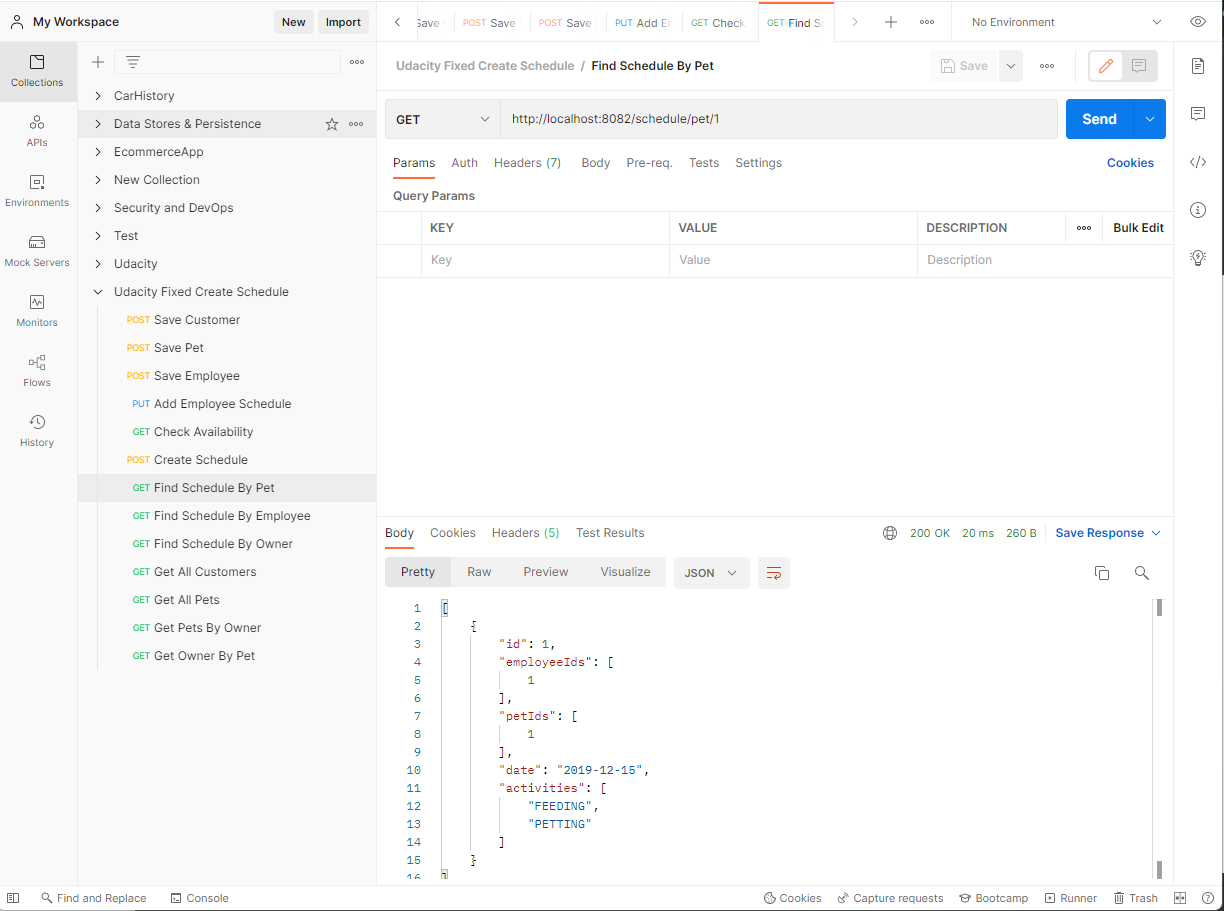 My Workspace
New
Import
Save
POST Save
POST Save
PUT Add En
GET Check
GET Find Sc
No Environment
Collections
APIs
Environments
Mock Servers
Monitors
Flows
History
CarHistory
Data Stores & Persistence
EcommerceApp
New Collection
Security and DevOps
Test
Udacity
Udacity Fixed Create Schedule
POST Save Customer
POST Save Pet
POST Save Employee
PUT Add Employee Schedule
GET Check Availability
POST Create Schedule
GET Find Schedule By Pet
GET Find Schedule By Employee
GET Find Schedule By Owner
GET Get All Customers
GET Get All Pets
GET Get Pets By Owner
GET Get Owner By Pet
Udacity Fixed Create Schedule / Find Schedule By Pet
Save
GET http://localhost:8082/schedule/pet/1
Send
Params Auth Headers (7) Body Pre-req. Tests Settings
Cookies
Query Params
KEY VALUE DESCRIPTION Bulk Edit
Key Value Description
Body Cookies Headers (5) Test Results
200 OK 20 ms 260 B Save Response
Pretty Raw Preview Visualize JSON
1 [
2 {
3 "id": 1,
4 "employeeIds": [
5 1
6 ],
7 "petIds": [
8 1
9 ],
10 "date": "2019-12-15",
11 "activities": [
12 "FEEDING",
13 "PETTING"
14 ]
15 }
16 ]
Find and Replace Console
Cookies Capture requests Bootcamp Runner Trash